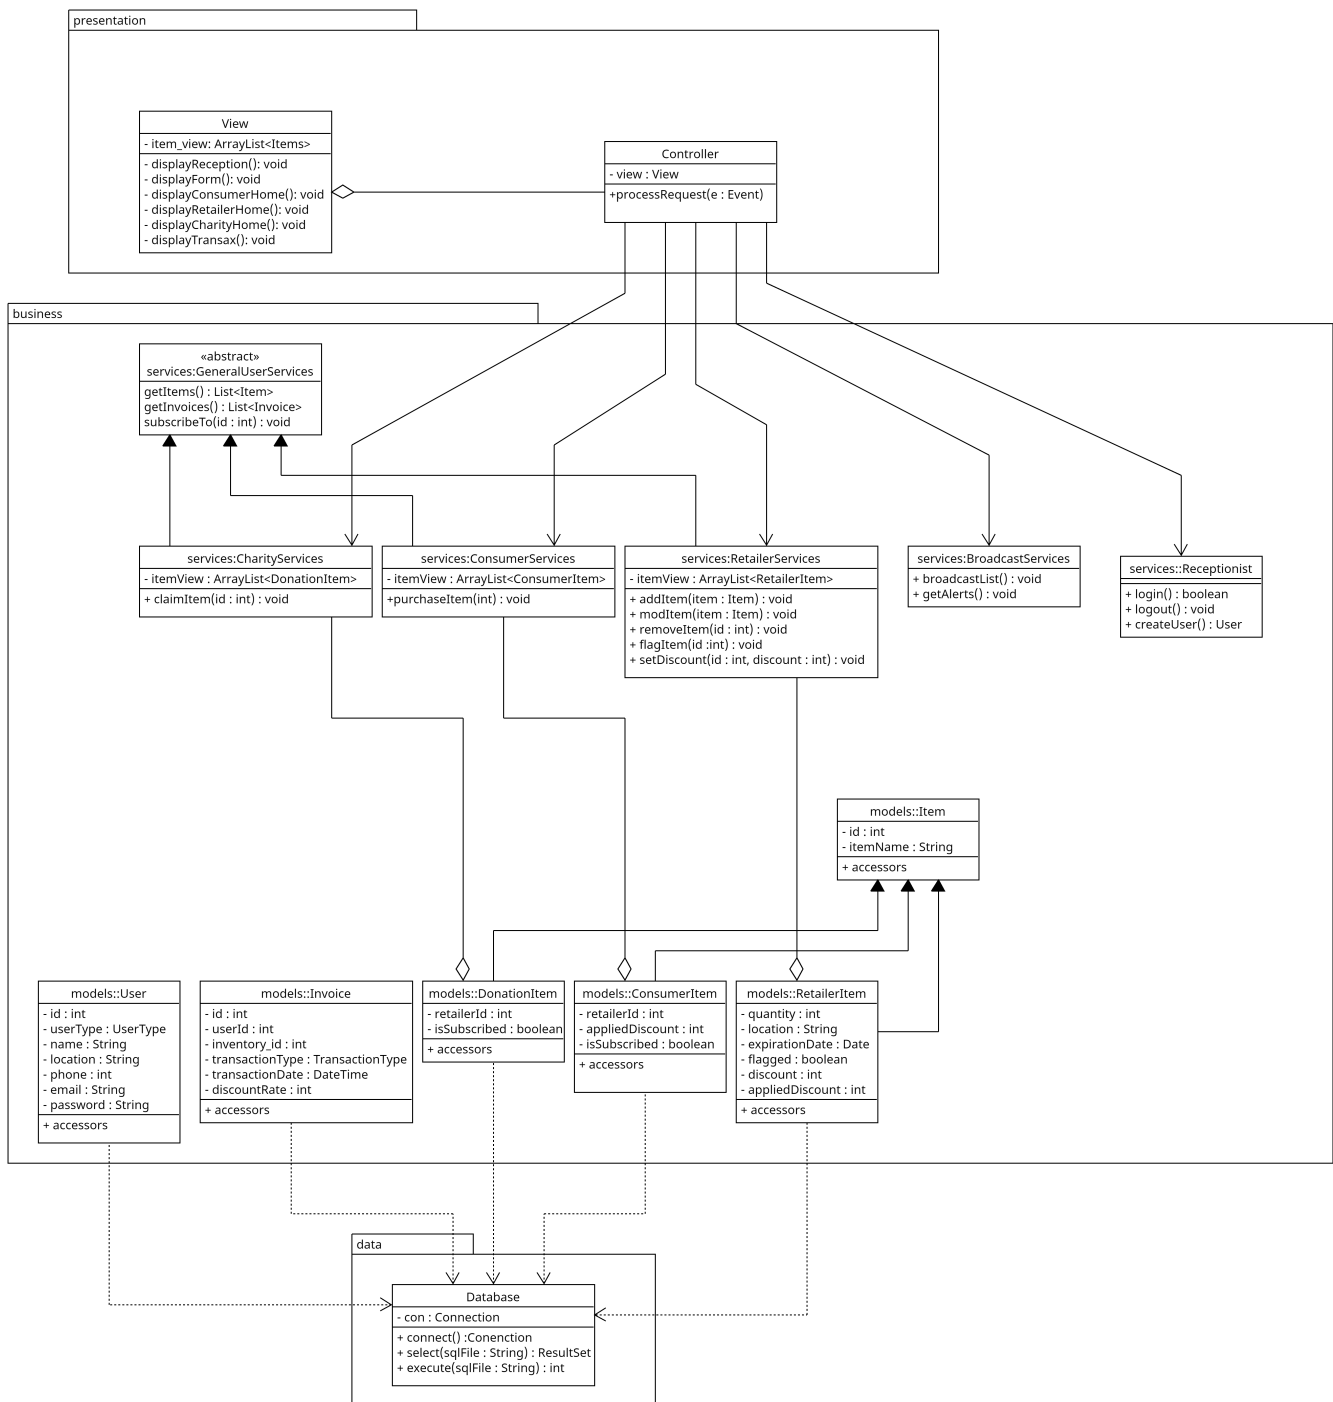 presentation
View
- item_view: ArrayList<Items>
- displayReception(): void
- displayForm(): void
- displayConsumerHome(): void
- displayRetailerHome(): void
- displayCharityHome(): void
- displayTransax(): void
Controller
- view : View
+processRequest(e : Event)
business
«abstract»
services:GeneralUserServices
getItems() : List<Item>
getInvoices() : List<Invoice>
subscribeTo(id : int) : void
services:CharityServices
- itemView : ArrayList<DonationItem>
+ claimItem(id : int) : void
services:ConsumerServices
- itemView : ArrayList<ConsumerItem>
+purchaseItem(int) : void
services:RetailerServices
- itemView : ArrayList<RetailerItem>
+ addItem(item : Item) : void
+ modItem(item : Item) : void
+ removeItem(id : int) : void
+ flagItem(id :int) : void
+ setDiscount(id : int, discount : int) : void
services:BroadcastServices
+ broadcastList() : void
+ getAlerts() : void
services::Receptionist
+ login() : boolean
+ logout() : void
+ createUser() : User
models::Item
- id : int
- itemName : String
+ accessors
models::User
- id : int
- userType : UserType
- name : String
- location : String
- phone : int
- email : String
- password : String
+ accessors
models::Invoice
- id : int
- userId : int
- inventory_id : int
- transactionType : TransactionType
- transactionDate : DateTime
- discountRate : int
+ accessors
models::DonationItem
- retailerId : int
- isSubscribed : boolean
+ accessors
models::ConsumerItem
- retailerId : int
- appliedDiscount : int
- isSubscribed : boolean
+ accessors
models::RetailerItem
- quantity : int
- location : String
- expirationDate : Date
- flagged : boolean
- discount : int
- appliedDiscount : int
+ accessors
data
Database
- con : Connection
+ connect() :Conenction
+ select(sqlFile : String) : ResultSet
+ execute(sqlFile : String) : int